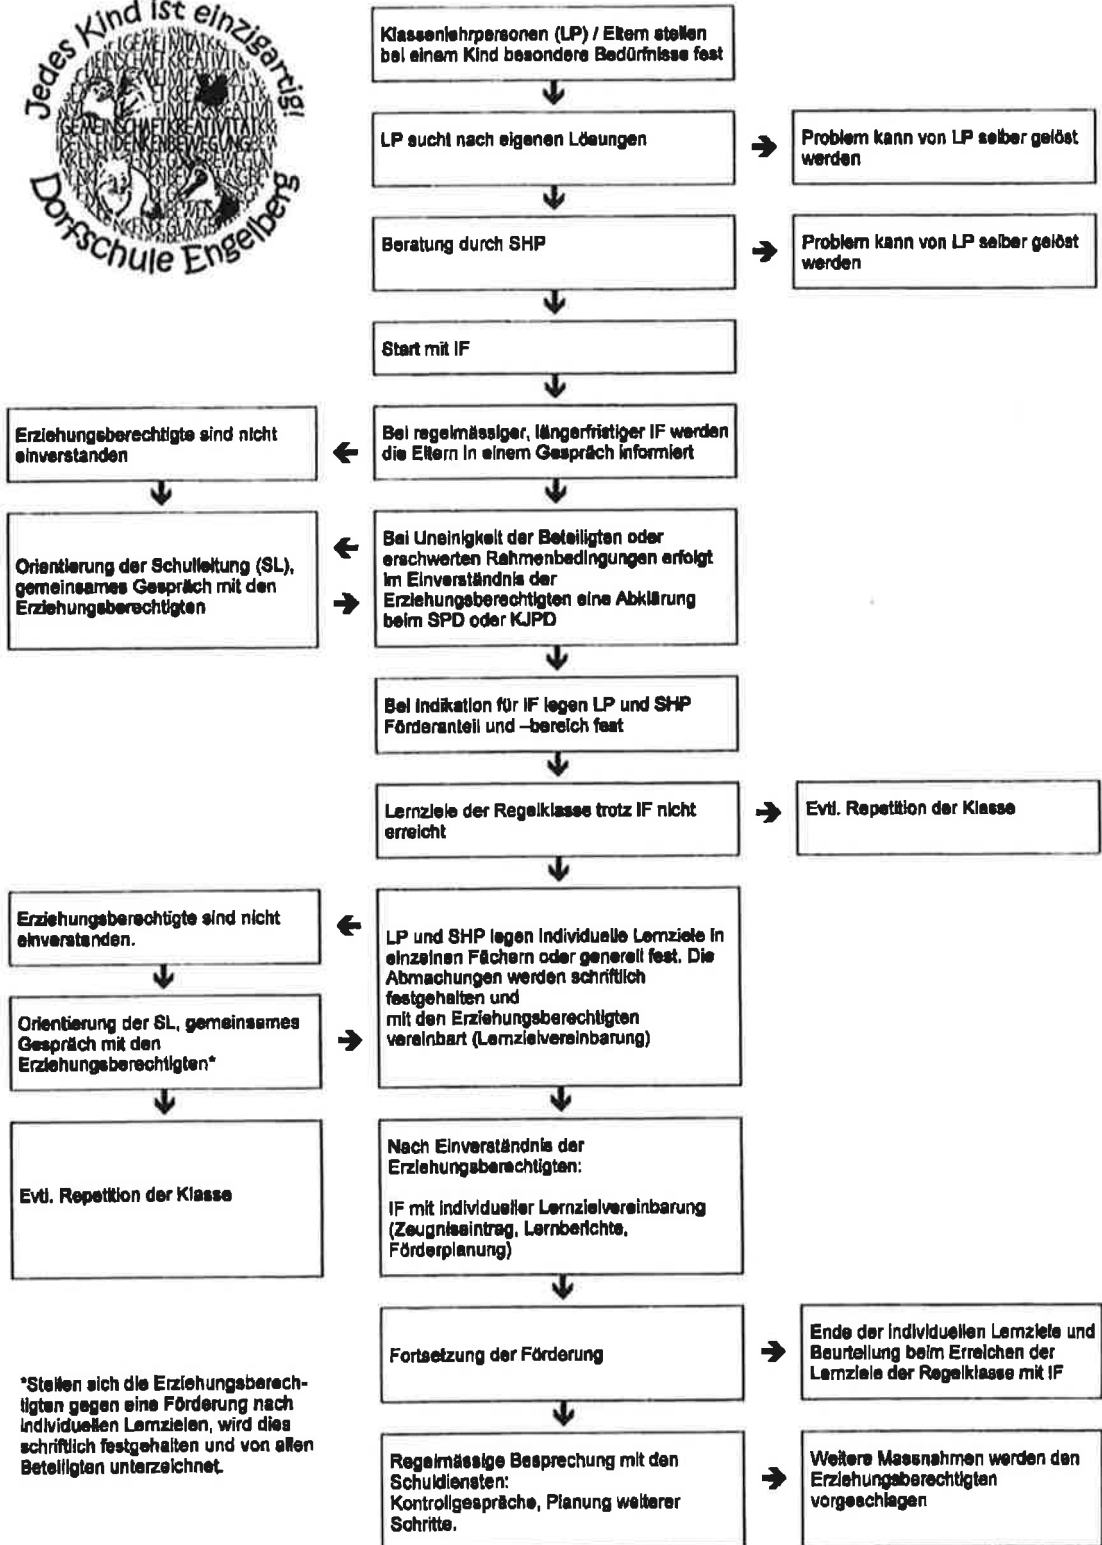 Jedes Kind ist einzigartig!
Dorfschule Engelberg
Klassenlehrpersonen (LP) / Eltern stellen
bei einem Kind besondere Bedürfnisse fest
LP sucht nach eigenen Lösungen
Problem kann von LP selber gelöst
werden
Beratung durch SHP
Problem kann von LP selber gelöst
werden
Start mit IF
Erziehungsberechtigte sind nicht
einverstanden
Bei regelmässiger, längerfristiger IF werden
die Eltern in einem Gespräch informiert
Orientierung der Schulleitung (SL),
gemeinsames Gespräch mit den
Erziehungsberechtigten
Bei Uneinigkeit der Beteiligten oder
erschwerten Rahmenbedingungen erfolgt
im Einverständnis der
Erziehungsberechtigten eine Abklärung
beim SPD oder KJPD
Bei Indikation für IF legen LP und SHP
Förderanteil und –bereich fest
Lernziele der Regelklasse trotz IF nicht
erreicht
Evtl. Repetition der Klasse
Erziehungsberechtigte sind nicht
einverstanden.
LP und SHP legen individuelle Lernziele in
einzelnen Fächern oder generell fest. Die
Abmachungen werden schriftlich
festgehalten und
mit den Erziehungsberechtigten
vereinbart (Lernzielvereinbarung)
Orientierung der SL, gemeinsames
Gespräch mit den
Erziehungsberechtigten*
Evtl. Repetition der Klasse
Nach Einverständnis der
Erziehungsberechtigten:
IF mit individueller Lernzielvereinbarung
(Zeugniseintrag, Lernberichte,
Förderplanung)
Fortsetzung der Förderung
Ende der individuellen Lernziele und
Beurteilung beim Erreichen der
Lernziele der Regelklasse mit IF
*Stellen sich die Erziehungsberech-
tigten gegen eine Förderung nach
individuellen Lernzielen, wird dies
schriftlich festgehalten und von allen
Beteiligten unterzeichnet.
Regelmässige Besprechung mit den
Schuldiensten:
Kontrollgespräche, Planung weiterer
Schritte.
Weitere Massnahmen werden den
Erziehungsberechtigten
vorgeschlagen